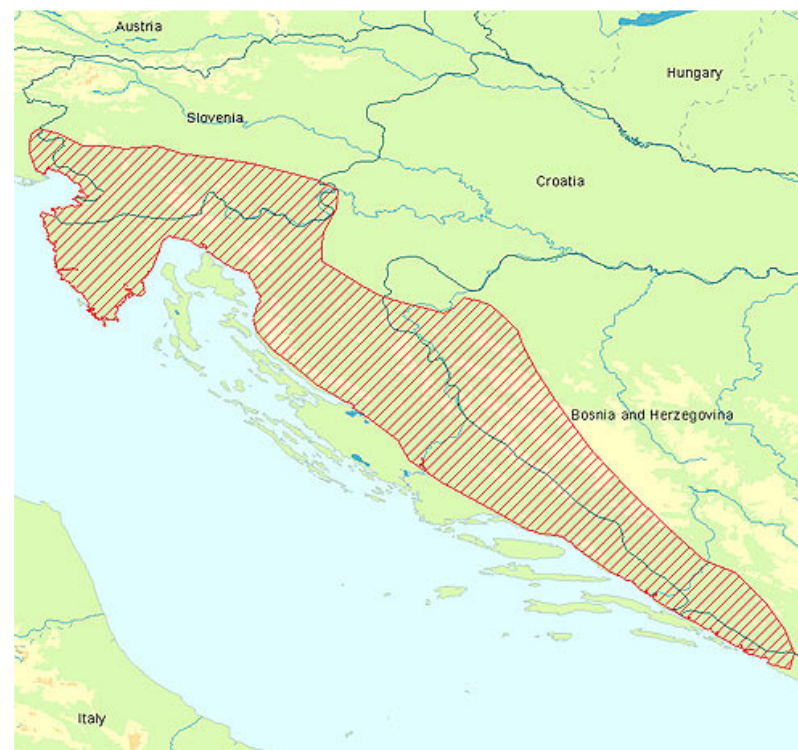 Austria
Hungary
Slovenia
Croatia
Bosnia and Herzegovina
Italy